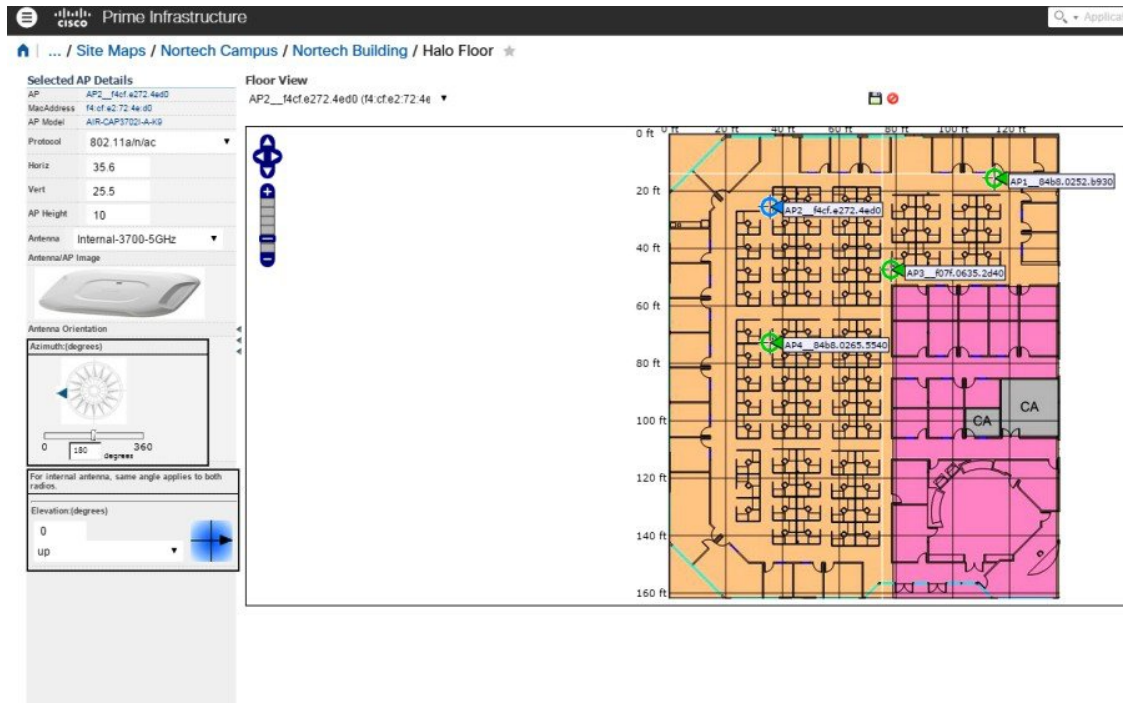 cisco Prime Infrastructure
Applica
... / Site Maps / Nortech Campus / Nortech Building / Halo Floor
Selected AP Details
AP AP2__f4cf.e272.4ed0
MacAddress f4:cf:e2:72:4e:d0
AP Model AIR-CAP3702I-A-K9
Protocol 802.11a/n/ac
Horiz 35.6
Vert 25.5
AP Height 10
Antenna Internal-3700-5GHz
Antenna/AP Image
Antenna Orientation
Azimuth:(degrees)
0 180 360
degrees
For internal antenna, same angle applies to both
radios.
Elevation:(degrees)
0
up
Floor View
AP2__f4cf.e272.4ed0 (f4:cf:e2:72:4e
0 ft 0 ft 20 ft 40 ft 60 ft 80 ft 100 ft 120 ft
AP1__84b8.0252.b930
20 ft
AP2__f4cf.e272.4ed0
40 ft
AP3__f07f.0635.2d40
60 ft
AP4__84b8.0265.5540
80 ft
CA
100 ft
CA
120 ft
140 ft
160 ft